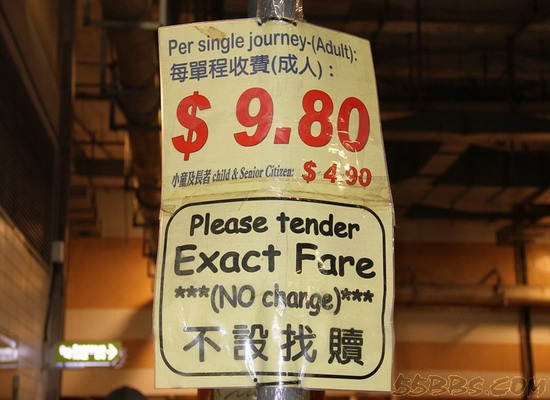 Per single journey-(Adult):
每單程收費(成人)：
$ 9.80
小童及長者 child & Senior Citizen: $ 4.90
Please tender
Exact Fare
***(NO change)***
不設找贖
55BBS.COM